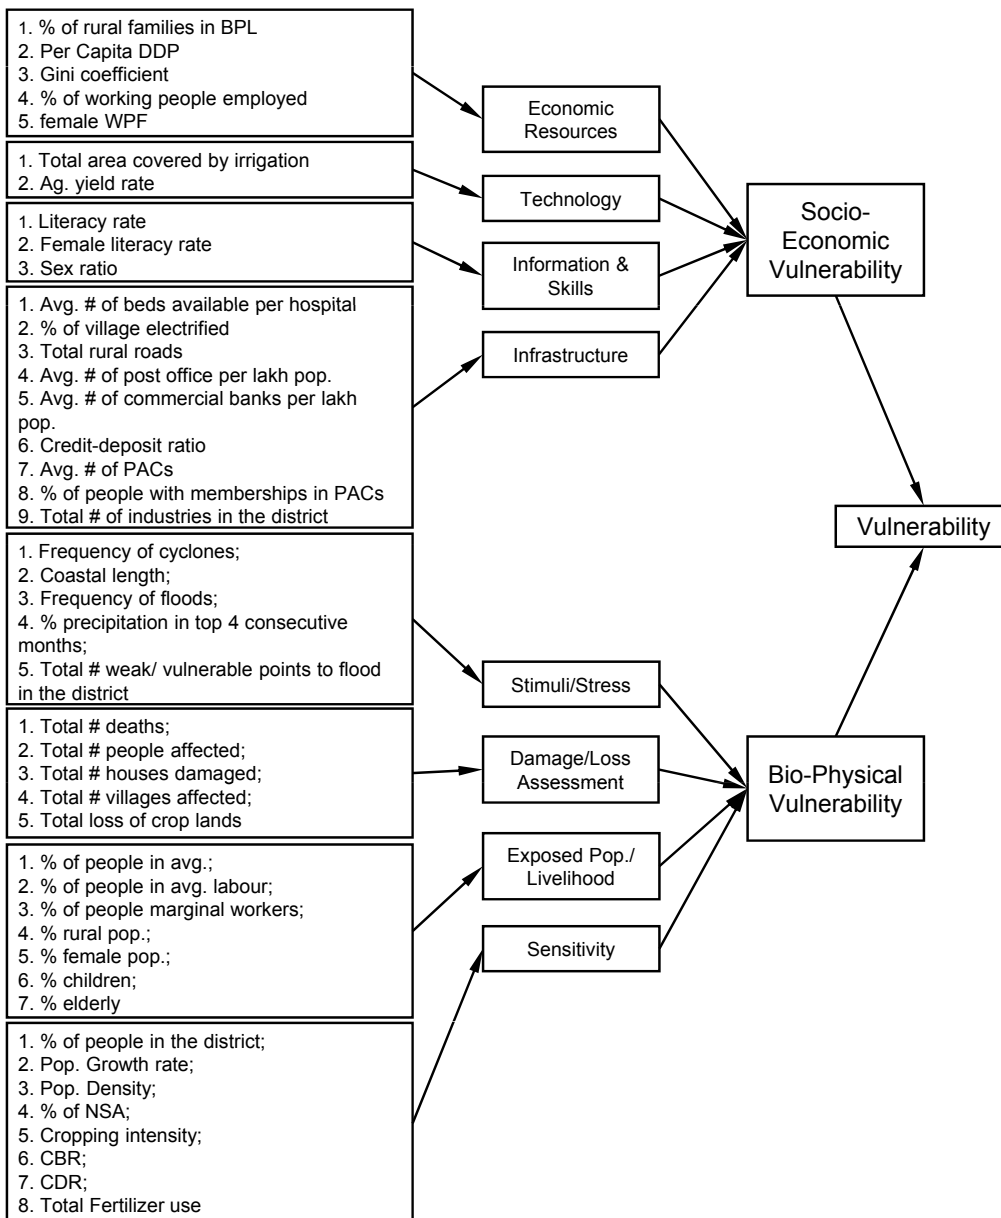 1. % of rural families in BPL
2. Per Capita DDP
3. Gini coefficient
4. % of working people employed
5. female WPF
1. Total area covered by irrigation
2. Ag. yield rate
1. Literacy rate
2. Female literacy rate
3. Sex ratio
1. Avg. # of beds available per hospital
2. % of village electrified
3. Total rural roads
4. Avg. # of post office per lakh pop.
5. Avg. # of commercial banks per lakh
pop.
6. Credit-deposit ratio
7. Avg. # of PACs
8. % of people with memberships in PACs
9. Total # of industries in the district
1. Frequency of cyclones;
2. Coastal length;
3. Frequency of floods;
4. % precipitation in top 4 consecutive
months;
5. Total # weak/ vulnerable points to flood
in the district
1. Total # deaths;
2. Total # people affected;
3. Total # houses damaged;
4. Total # villages affected;
5. Total loss of crop lands
1. % of people in avg.;
2. % of people in avg. labour;
3. % of people marginal workers;
4. % rural pop.;
5. % female pop.;
6. % children;
7. % elderly
1. % of people in the district;
2. Pop. Growth rate;
3. Pop. Density;
4. % of NSA;
5. Cropping intensity;
6. CBR;
7. CDR;
8. Total Fertilizer use
Economic
Resources
Technology
Information &
Skills
Infrastructure
Stimuli/Stress
Damage/Loss
Assessment
Exposed Pop./
Livelihood
Sensitivity
Socio-
Economic
Vulnerability
Bio-Physical
Vulnerability
Vulnerability